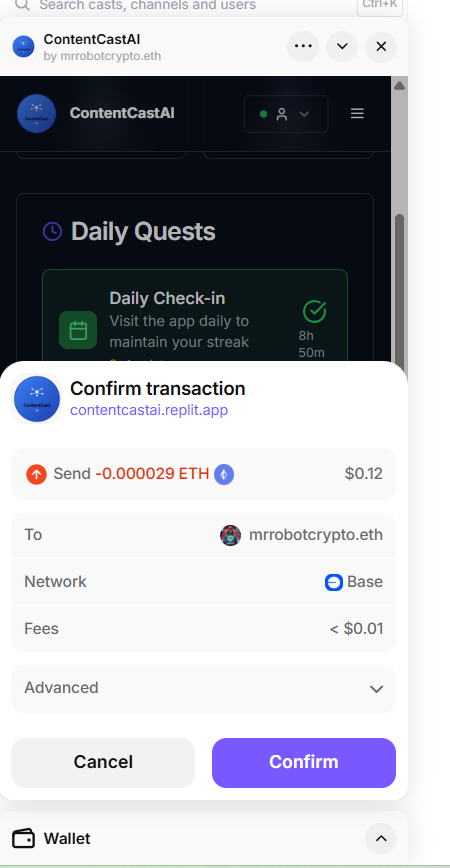 Search casts, channels and users
Ctrl+K
ContentCastAI
by mrrobotcrypto.eth
ContentCastAI
Daily Quests
Daily Check-in
Visit the app daily to
maintain your streak
8h
50m
Confirm transaction
contentcastai.replit.app
Send -0.000029 ETH
$0.12
To
mrrobotcrypto.eth
Network
Base
Fees
< $0.01
Advanced
Cancel
Confirm
Wallet